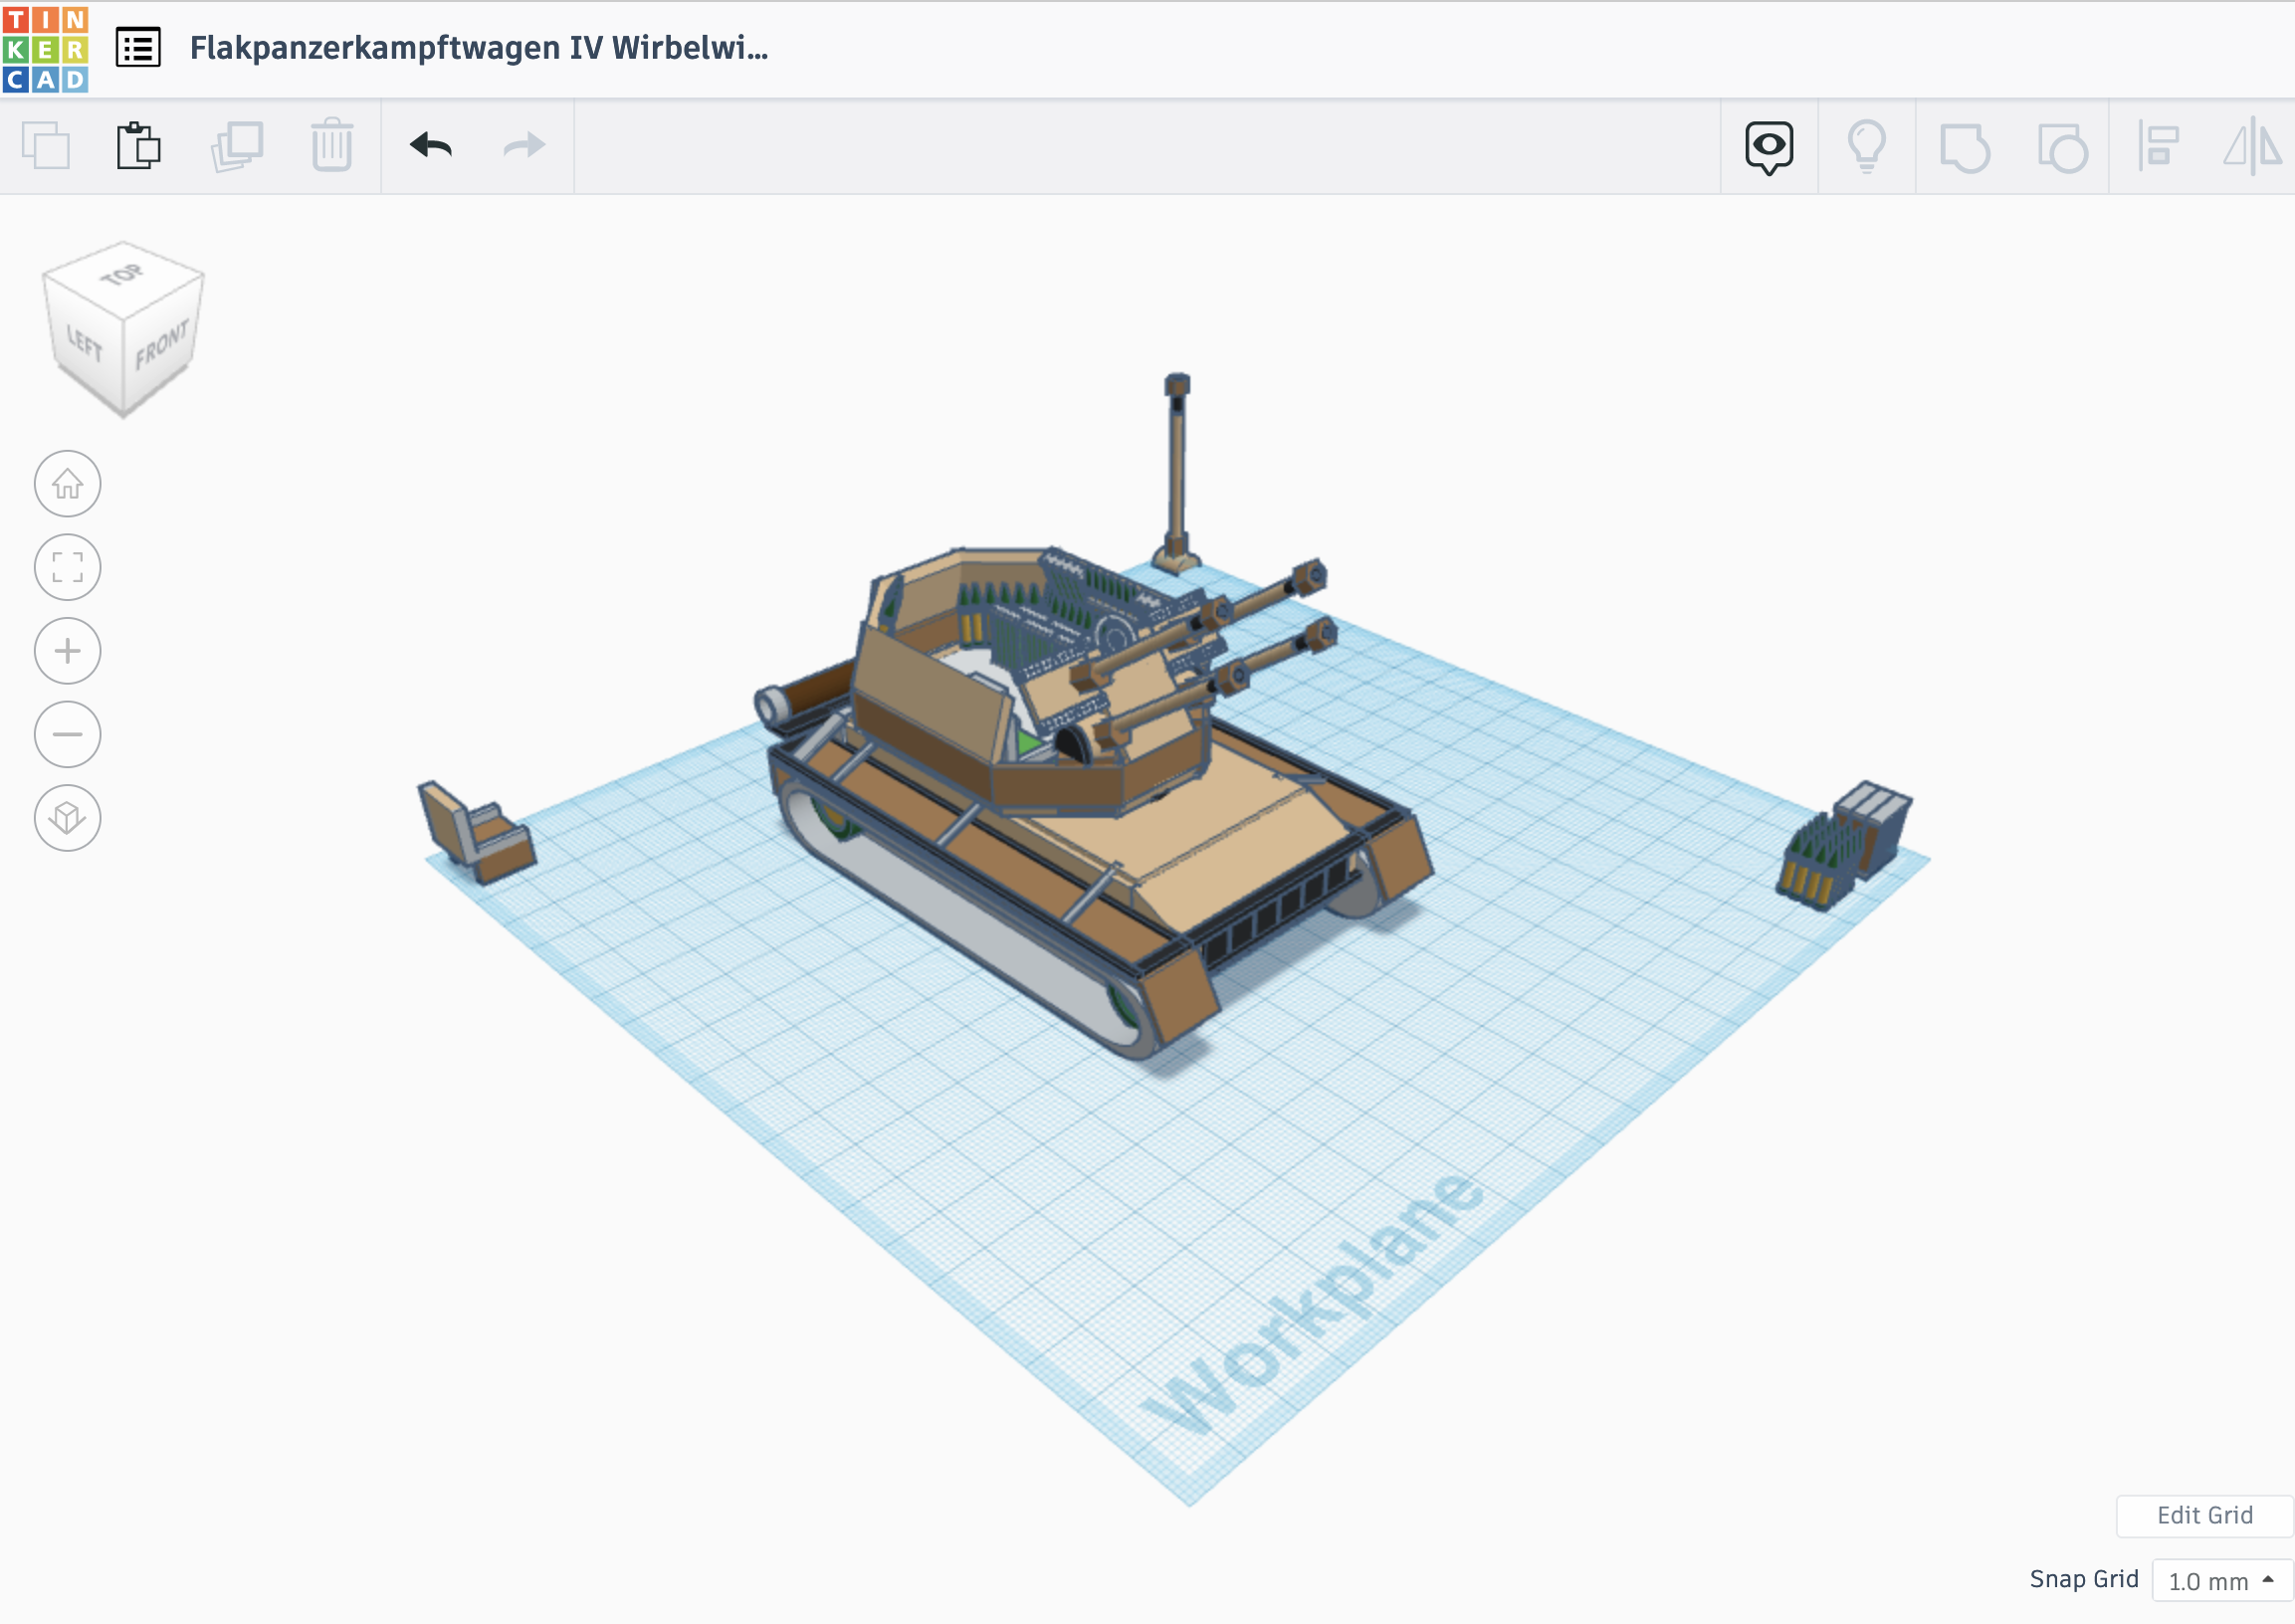 TIN
KER
CAD
Flakpanzerkampftwagen IV Wirbelwi...
TOP
LEFT
FRONT
Workplane
Edit Grid
Snap Grid
1.0 mm